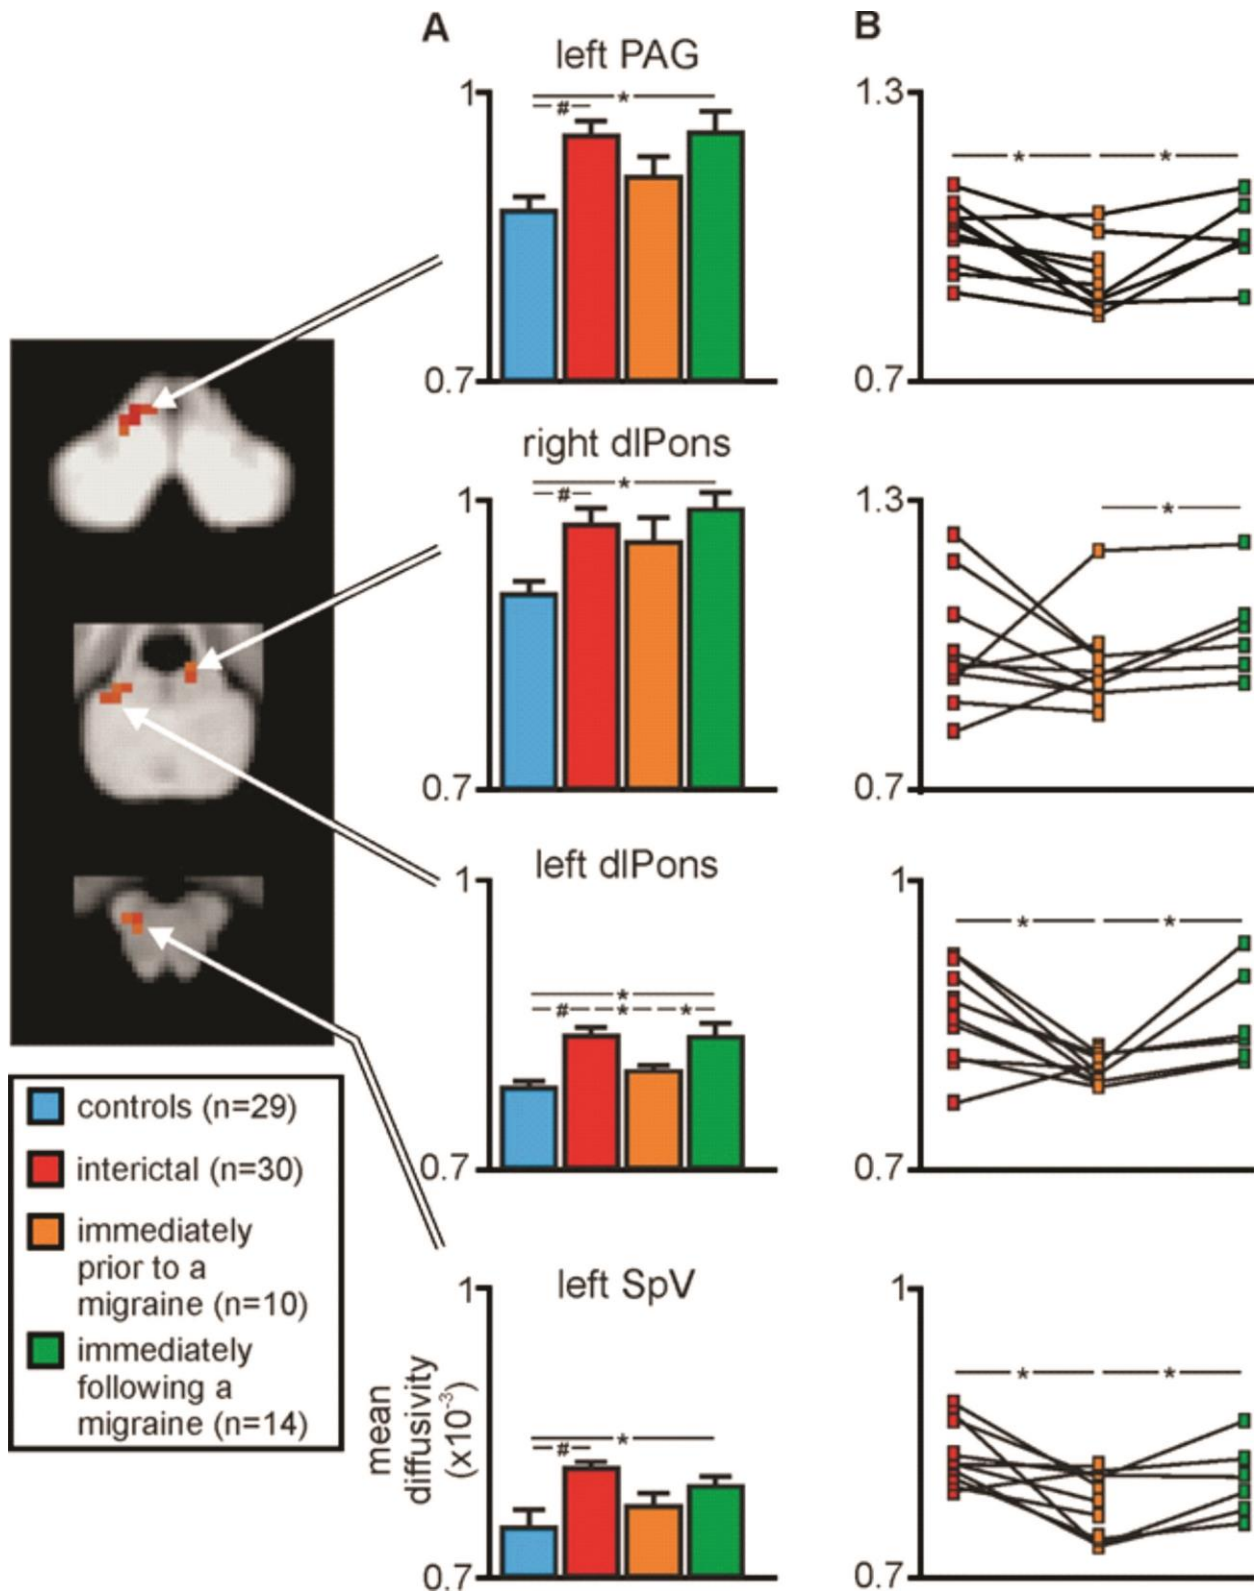 A
B
left PAG
1
*
#
0.7
1.3
*
*
0.7
right dlPons
1
*
#
0.7
1.3
*
0.7
left dlPons
1
*
# * *
0.7
1
*
*
0.7
controls (n=29)
interictal (n=30)
immediately
prior to a
migraine (n=10)
immediately
following a
migraine (n=14)
left SpV
1
mean
diffusivity
(x10⁻³)
*
#
0.7
1
*
*
0.7